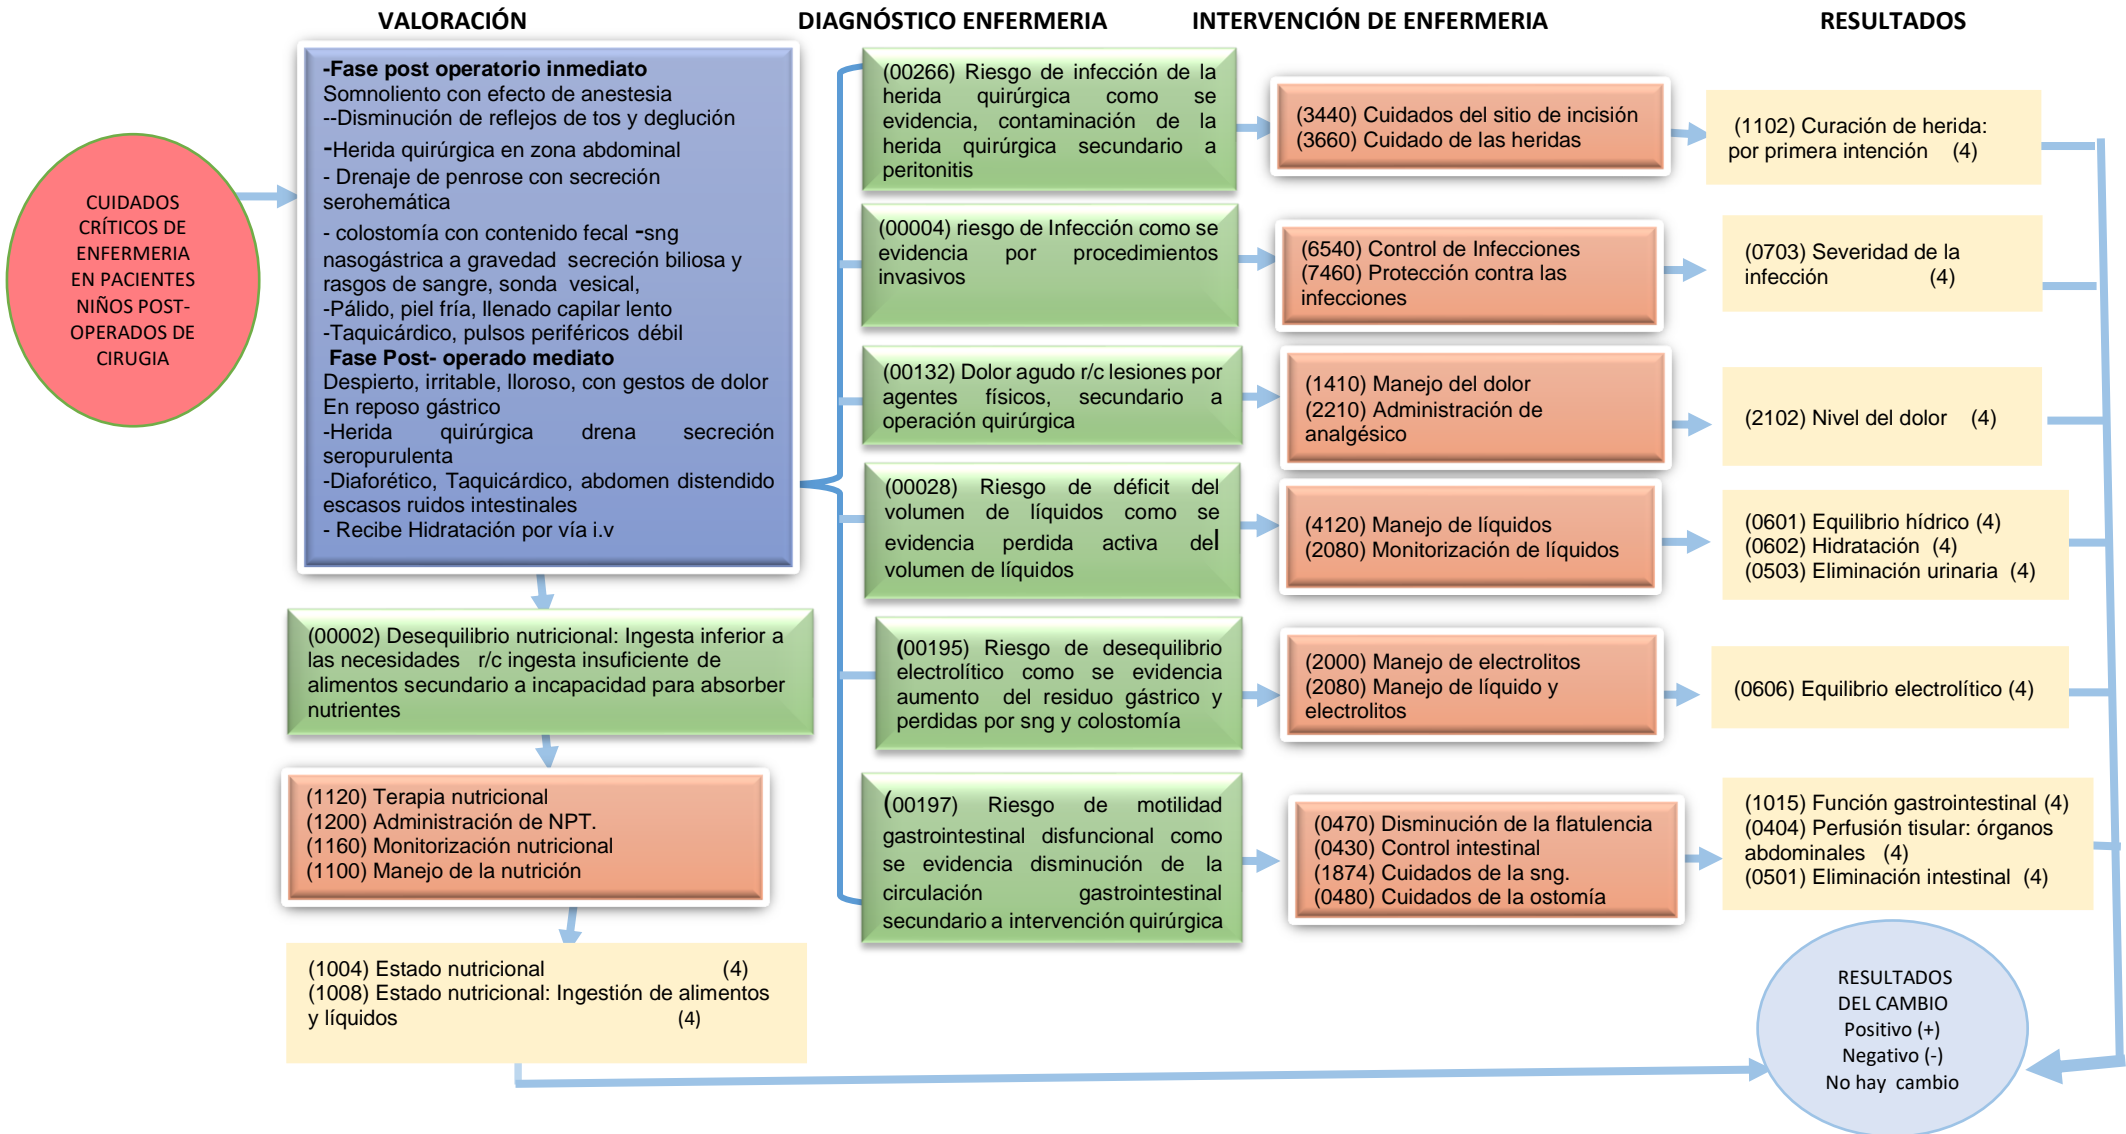 VALORACIÓN
DIAGNÓSTICO ENFERMERIA
INTERVENCIÓN DE ENFERMERIA
RESULTADOS
CUIDADOS
CRÍTICOS DE
ENFERMERIA
EN PACIENTES
NIÑOS POST-
OPERADOS DE
CIRUGIA
-Fase post operatorio inmediato
Somnoliento con efecto de anestesia
--Disminución de reflejos de tos y deglución
-Herida quirúrgica en zona abdominal
- Drenaje de penrose con secreción
serohemática
- colostomía con contenido fecal -sng
nasogástrica a gravedad secreción biliosa y
rasgos de sangre, sonda vesical,
-Pálido, piel fría, llenado capilar lento
-Taquicárdico, pulsos periféricos débil
Fase Post- operado mediato
Despierto, irritable, lloroso, con gestos de dolor
En reposo gástrico
-Herida quirúrgica drena secreción
seropurulenta
-Diaforético, Taquicárdico, abdomen distendido
escasos ruidos intestinales
- Recibe Hidratación por vía i.v
(00002) Desequilibrio nutricional: Ingesta inferior a
las necesidades r/c ingesta insuficiente de
alimentos secundario a incapacidad para absorber
nutrientes
(1120) Terapia nutricional
(1200) Administración de NPT.
(1160) Monitorización nutricional
(1100) Manejo de la nutrición
(1004) Estado nutricional (4)
(1008) Estado nutricional: Ingestión de alimentos
y líquidos (4)
(00266) Riesgo de infección de la
herida quirúrgica como se
evidencia, contaminación de la
herida quirúrgica secundario a
peritonitis
(3440) Cuidados del sitio de incisión
(3660) Cuidado de las heridas
(1102) Curación de herida:
por primera intención (4)
(00004) riesgo de Infección como se
evidencia por procedimientos
invasivos
(6540) Control de Infecciones
(7460) Protección contra las
infecciones
(0703) Severidad de la
infección (4)
(00132) Dolor agudo r/c lesiones por
agentes físicos, secundario a
operación quirúrgica
(1410) Manejo del dolor
(2210) Administración de
analgésico
(2102) Nivel del dolor (4)
(00028) Riesgo de déficit del
volumen de líquidos como se
evidencia perdida activa del
volumen de líquidos
(4120) Manejo de líquidos
(2080) Monitorización de líquidos
(0601) Equilibrio hídrico (4)
(0602) Hidratación (4)
(0503) Eliminación urinaria (4)
(00195) Riesgo de desequilibrio
electrolítico como se evidencia
aumento del residuo gástrico y
perdidas por sng y colostomía
(2000) Manejo de electrolitos
(2080) Manejo de líquido y
electrolitos
(0606) Equilibrio electrolítico (4)
(00197) Riesgo de motilidad
gastrointestinal disfuncional como
se evidencia disminución de la
circulación gastrointestinal
secundario a intervención quirúrgica
(0470) Disminución de la flatulencia
(0430) Control intestinal
(1874) Cuidados de la sng.
(0480) Cuidados de la ostomía
(1015) Función gastrointestinal (4)
(0404) Perfusión tisular: órganos
abdominales (4)
(0501) Eliminación intestinal (4)
RESULTADOS
DEL CAMBIO
Positivo (+)
Negativo (-)
No hay cambio